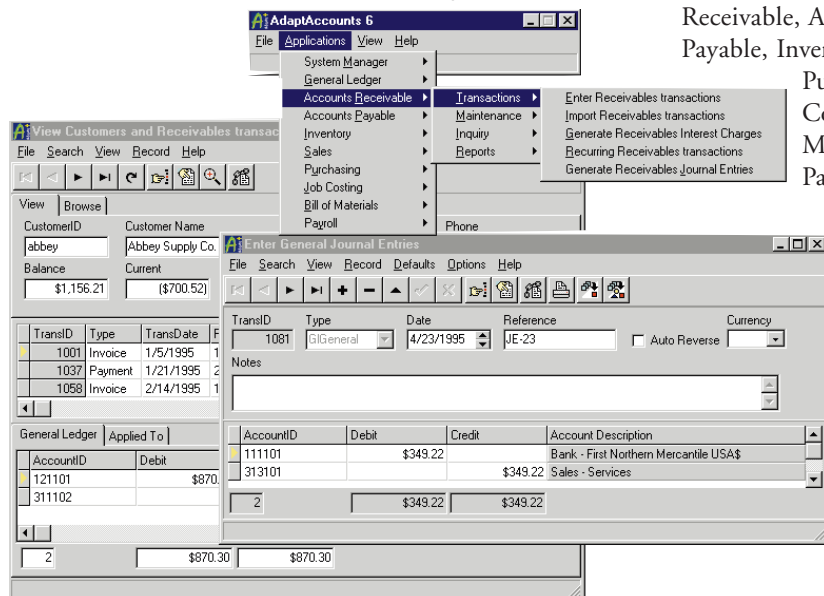 AdaptAccounts 6
File Applications View Help
System Manager
General Ledger
Accounts Receivable
Accounts Payable
Inventory
Sales
Purchasing
Job Costing
Bill of Materials
Payroll
Transactions
Maintenance
Inquiry
Reports
Enter Receivables transactions
Import Receivables transactions
Generate Receivables Interest Charges
Recurring Receivables transactions
Generate Receivables Journal Entries
Receivable, A
Payable, Inver
Pu
Co
M
Pa
View Customers and Receivables transac
File Search View Record Help
View Browse
CustomerID Customer Name Phone
abbey Abbey Supply Co.
Balance Current
$1,156.21 ($700.52)
TransID Type TransDate
1001 Invoice 1/5/1995 1
1037 Payment 1/21/1995 2
1058 Invoice 2/14/1995 1
General Ledger Applied To
AccountID Debit
121101 $870.
311102
2 $870.30 $870.30
Enter General Journal Entries
File Search View Record Defaults Options Help
TransID Type Date Reference Currency
1081 GlGeneral 4/23/1995 JE-23 Auto Reverse
Notes
AccountID Debit Credit Account Description
111101 $349.22 Bank - First Northern Mercantile USA$
313101 $349.22 Sales - Services
2 $349.22 $349.22